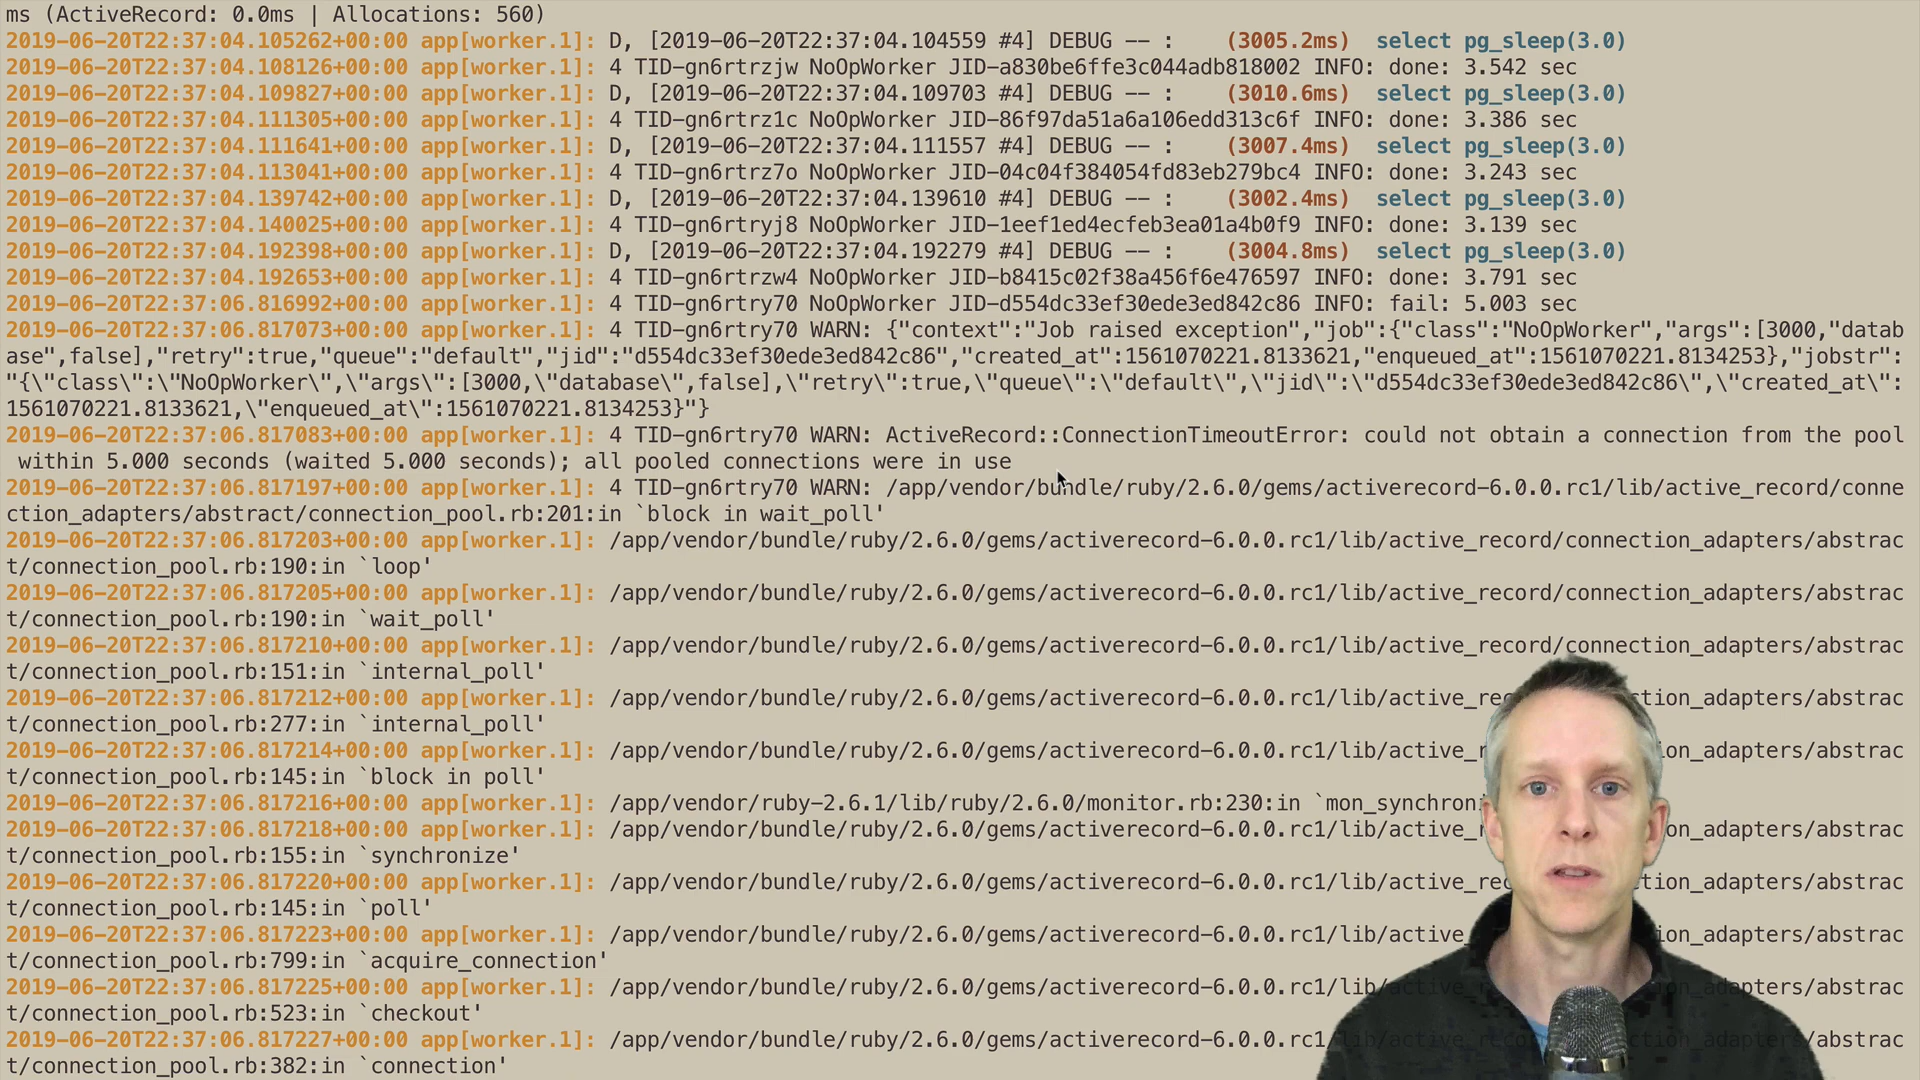 ms (ActiveRecord: 0.0ms | Allocations: 560)
2019-06-20T22:37:04.105262+00:00 app[worker.1]: D, [2019-06-20T22:37:04.104559 #4] DEBUG -- :    (3005.2ms)  select pg_sleep(3.0)
2019-06-20T22:37:04.108126+00:00 app[worker.1]: 4 TID-gn6rtrzjw NoOpWorker JID-a830be6ffe3c044adb818002 INFO: done: 3.542 sec
2019-06-20T22:37:04.109827+00:00 app[worker.1]: D, [2019-06-20T22:37:04.109703 #4] DEBUG -- :    (3010.6ms)  select pg_sleep(3.0)
2019-06-20T22:37:04.111305+00:00 app[worker.1]: 4 TID-gn6rtrz1c NoOpWorker JID-86f97da51a6a106edd313c6f INFO: done: 3.386 sec
2019-06-20T22:37:04.111641+00:00 app[worker.1]: D, [2019-06-20T22:37:04.111557 #4] DEBUG -- :    (3007.4ms)  select pg_sleep(3.0)
2019-06-20T22:37:04.113041+00:00 app[worker.1]: 4 TID-gn6rtrz7o NoOpWorker JID-04c04f384054fd83eb279bc4 INFO: done: 3.243 sec
2019-06-20T22:37:04.139742+00:00 app[worker.1]: D, [2019-06-20T22:37:04.139610 #4] DEBUG -- :    (3002.4ms)  select pg_sleep(3.0)
2019-06-20T22:37:04.140025+00:00 app[worker.1]: 4 TID-gn6rtryj8 NoOpWorker JID-1eef1ed4ecfeb3ea01a4b0f9 INFO: done: 3.139 sec
2019-06-20T22:37:04.192398+00:00 app[worker.1]: D, [2019-06-20T22:37:04.192279 #4] DEBUG -- :    (3004.8ms)  select pg_sleep(3.0)
2019-06-20T22:37:04.192653+00:00 app[worker.1]: 4 TID-gn6rtrzw4 NoOpWorker JID-b8415c02f38a456f6e476597 INFO: done: 3.791 sec
2019-06-20T22:37:06.816992+00:00 app[worker.1]: 4 TID-gn6rtry70 NoOpWorker JID-d554dc33ef30ede3ed842c86 INFO: fail: 5.003 sec
2019-06-20T22:37:06.817073+00:00 app[worker.1]: 4 TID-gn6rtry70 WARN: {"context":"Job raised exception","job":{"class":"NoOpWorker","args":[3000,"datab
ase",false],"retry":true,"queue":"default","jid":"d554dc33ef30ede3ed842c86","created_at":1561070221.8133621,"enqueued_at":1561070221.8134253},"jobstr":
"{\"class\":\"NoOpWorker\",\"args\":[3000,\"database\",false],\"retry\":true,\"queue\":\"default\",\"jid\":\"d554dc33ef30ede3ed842c86\",\"created_at\":
1561070221.8133621,\"enqueued_at\":1561070221.8134253}"}
2019-06-20T22:37:06.817083+00:00 app[worker.1]: 4 TID-gn6rtry70 WARN: ActiveRecord::ConnectionTimeoutError: could not obtain a connection from the pool
 within 5.000 seconds (waited 5.000 seconds); all pooled connections were in use
2019-06-20T22:37:06.817197+00:00 app[worker.1]: 4 TID-gn6rtry70 WARN: /app/vendor/bundle/ruby/2.6.0/gems/activerecord-6.0.0.rc1/lib/active_record/conne
ction_adapters/abstract/connection_pool.rb:201:in `block in wait_poll'
2019-06-20T22:37:06.817203+00:00 app[worker.1]: /app/vendor/bundle/ruby/2.6.0/gems/activerecord-6.0.0.rc1/lib/active_record/connection_adapters/abstrac
t/connection_pool.rb:190:in `loop'
2019-06-20T22:37:06.817205+00:00 app[worker.1]: /app/vendor/bundle/ruby/2.6.0/gems/activerecord-6.0.0.rc1/lib/active_record/connection_adapters/abstrac
t/connection_pool.rb:190:in `wait_poll'
2019-06-20T22:37:06.817210+00:00 app[worker.1]: /app/vendor/bundle/ruby/2.6.0/gems/activerecord-6.0.0.rc1/lib/active_record/connection_adapters/abstrac
t/connection_pool.rb:151:in `internal_poll'
2019-06-20T22:37:06.817212+00:00 app[worker.1]: /app/vendor/bundle/ruby/2.6.0/gems/activerecord-6.0.0.rc1/lib/active_rec tion_adapters/abstrac
t/connection_pool.rb:277:in `internal_poll'
2019-06-20T22:37:06.817214+00:00 app[worker.1]: /app/vendor/bundle/ruby/2.6.0/gems/activerecord-6.0.0.rc1/lib/active_r ion_adapters/abstrac
t/connection_pool.rb:145:in `block in poll'
2019-06-20T22:37:06.817216+00:00 app[worker.1]: /app/vendor/ruby-2.6.1/lib/ruby/2.6.0/monitor.rb:230:in `mon_synchroni
2019-06-20T22:37:06.817218+00:00 app[worker.1]: /app/vendor/bundle/ruby/2.6.0/gems/activerecord-6.0.0.rc1/lib/active_r ion_adapters/abstrac
t/connection_pool.rb:155:in `synchronize'
2019-06-20T22:37:06.817220+00:00 app[worker.1]: /app/vendor/bundle/ruby/2.6.0/gems/activerecord-6.0.0.rc1/lib/active_rec tion_adapters/abstrac
t/connection_pool.rb:145:in `poll'
2019-06-20T22:37:06.817223+00:00 app[worker.1]: /app/vendor/bundle/ruby/2.6.0/gems/activerecord-6.0.0.rc1/lib/active_ ion_adapters/abstrac
t/connection_pool.rb:799:in `acquire_connection'
2019-06-20T22:37:06.817225+00:00 app[worker.1]: /app/vendor/bundle/ruby/2.6.0/gems/activerecord-6.0.0.rc1/lib/active_r adapters/abstrac
t/connection_pool.rb:523:in `checkout'
2019-06-20T22:37:06.817227+00:00 app[worker.1]: /app/vendor/bundle/ruby/2.6.0/gems/activerecord-6.0.0.rc1/lib/active_recor adapters/abstrac
t/connection_pool.rb:382:in `connection'